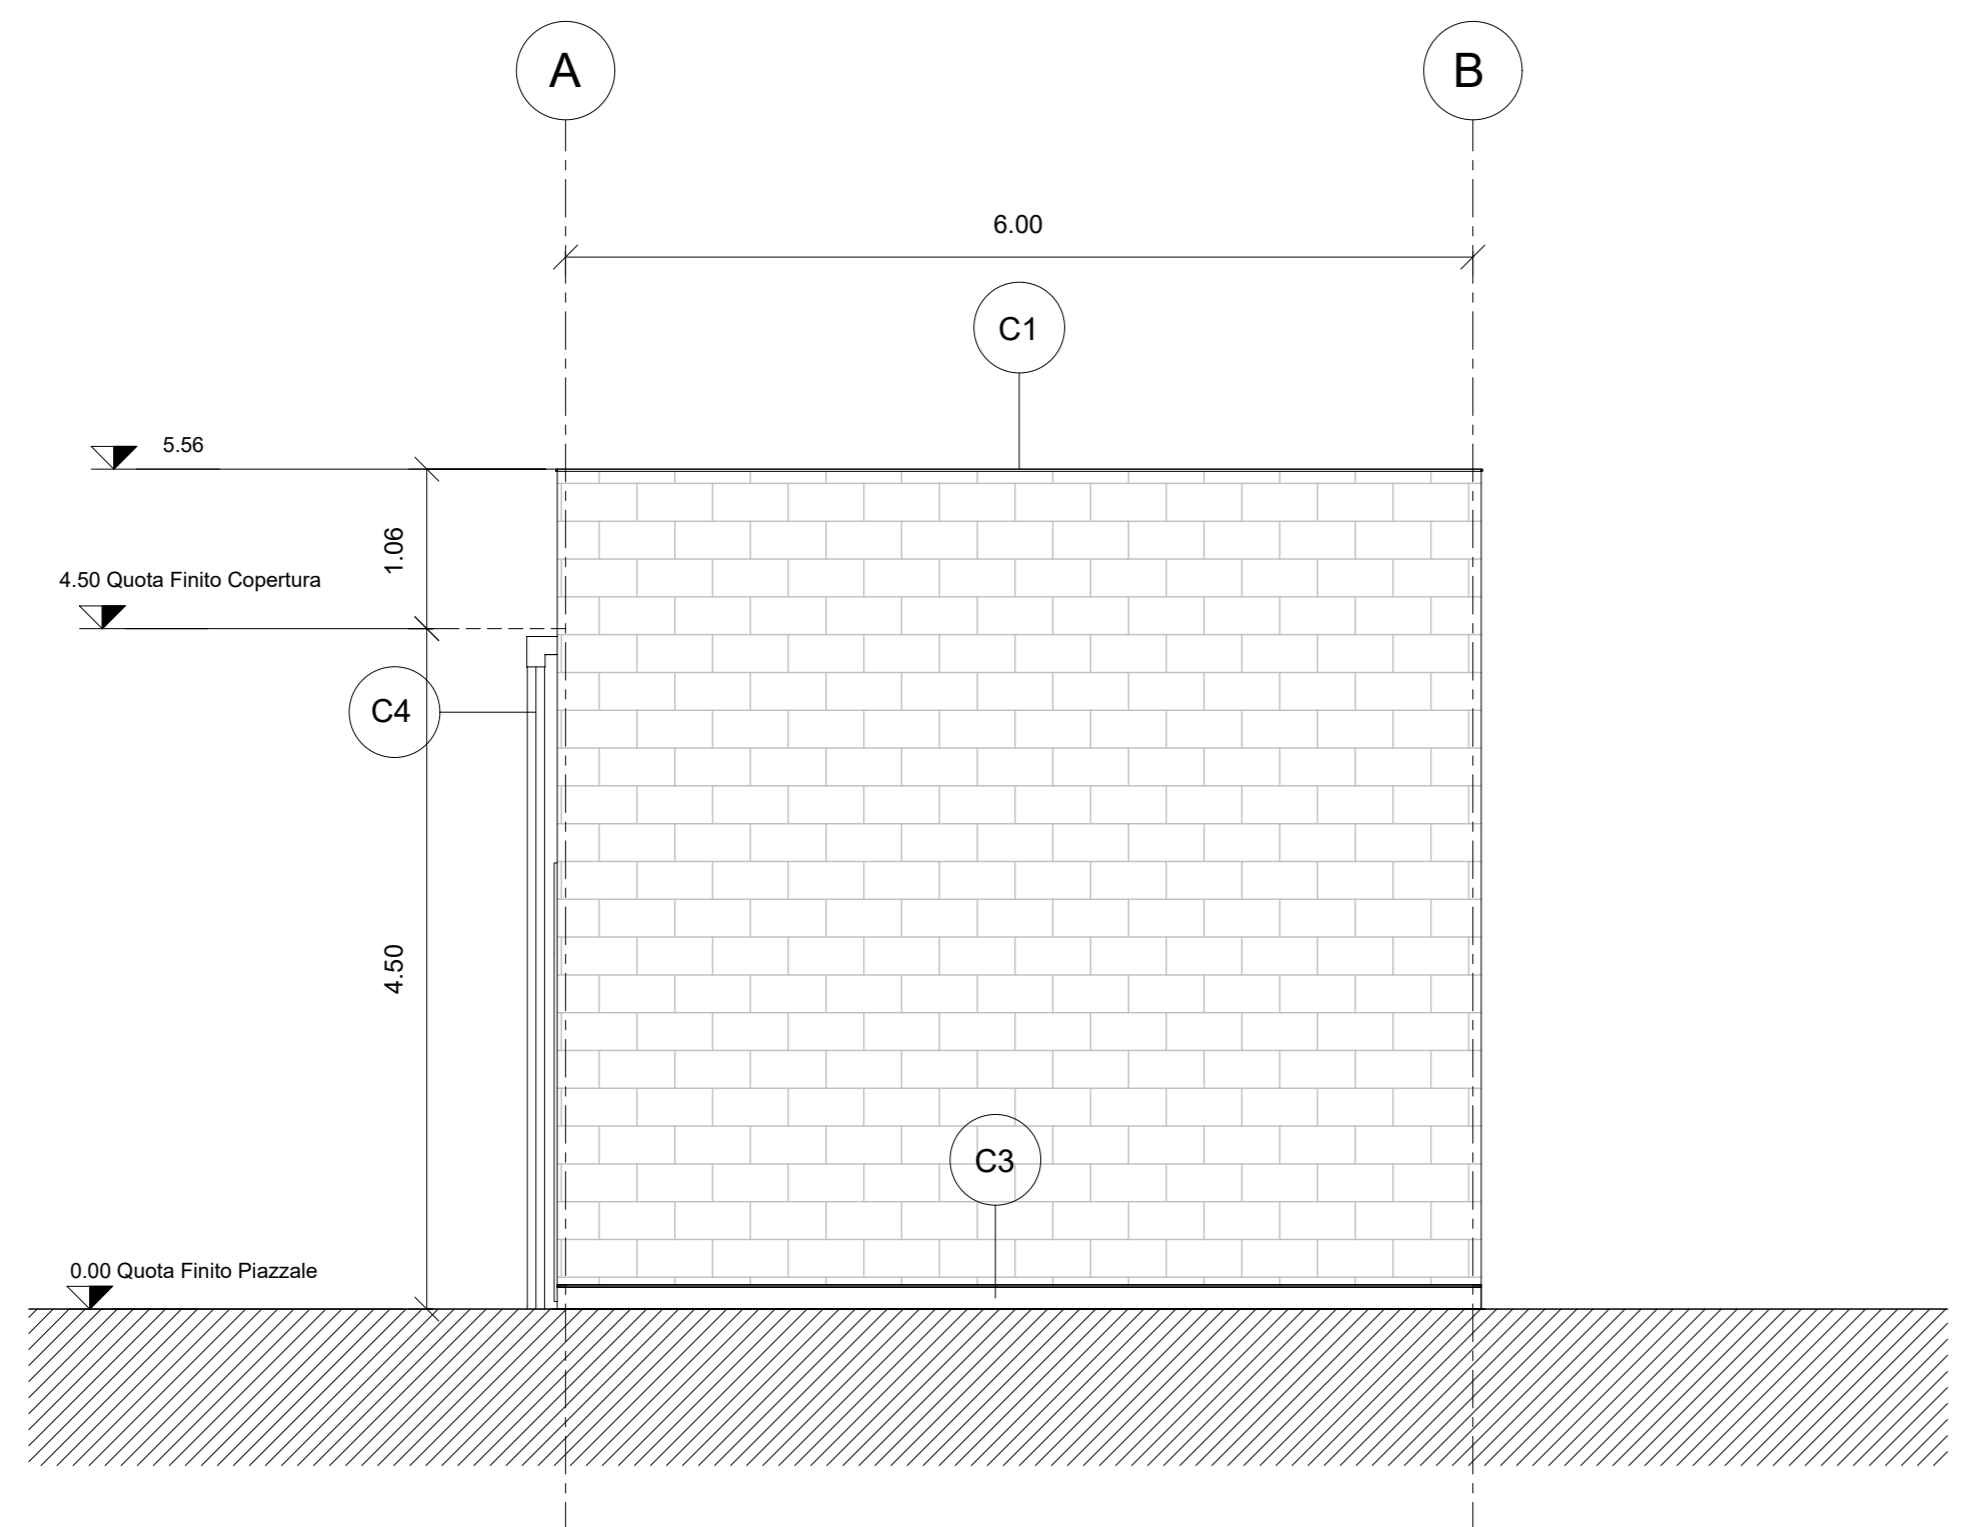 A
B
6.00
C1
5.56
1.06
4.50 Quota Finito Copertura
C4
4.50
C3
0.00 Quota Finito Piazzale